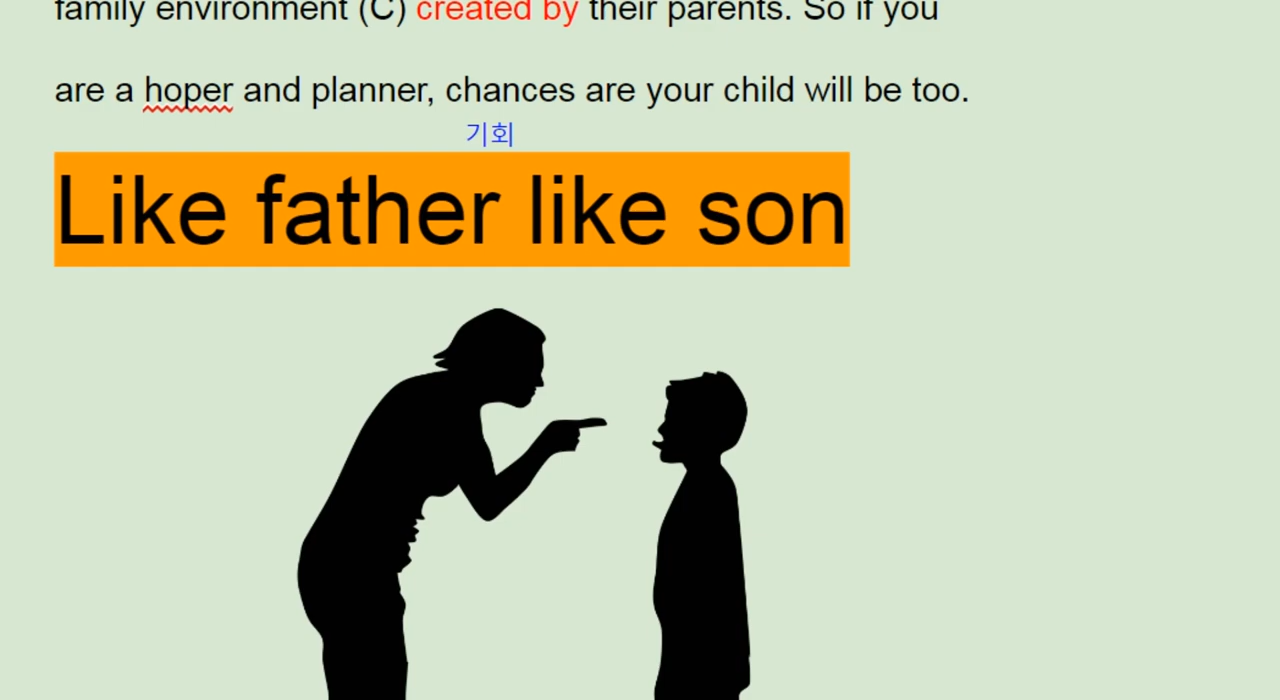 family environment (C) created by their parents. So if you
are a hoper and planner, chances are your child will be too.
기회
Like father like son